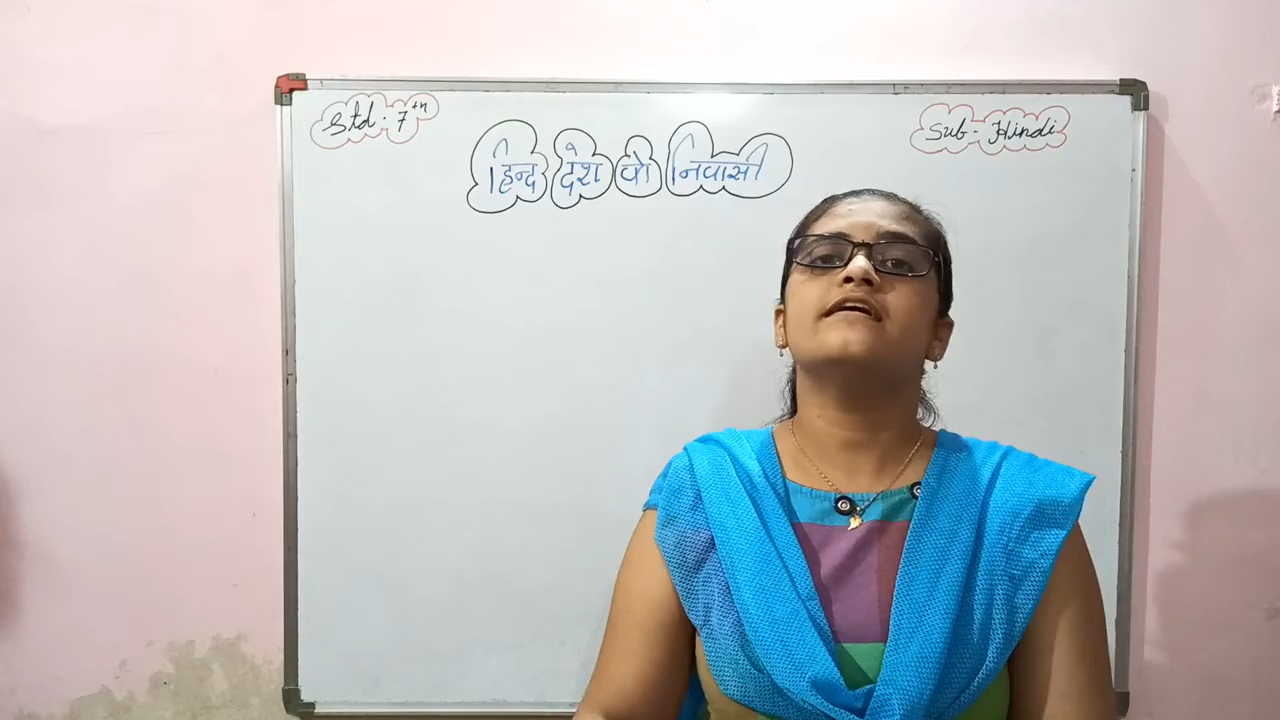 Std. 7th
Sub - Hindi
हिन्द देश के निवासी